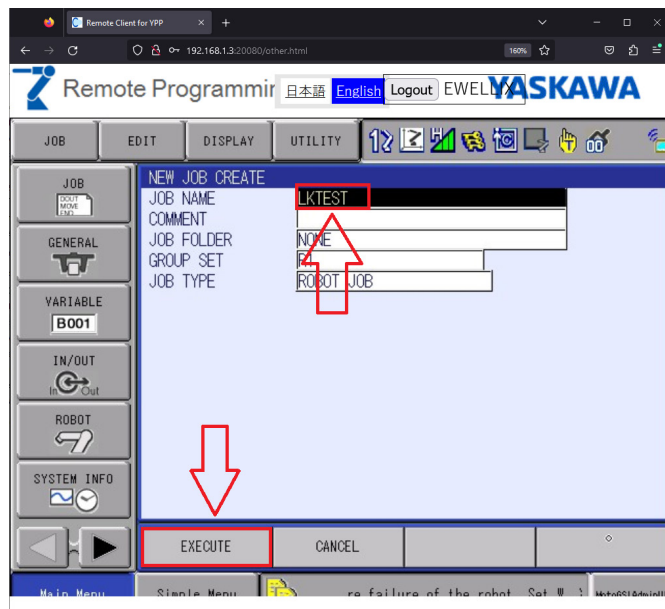 Remote Client for YPP
192.168.1.3:20080/other.html
160%
Remote Programmin
日本語 English Logout EWELLIX
YASKAWA
JOB EDIT DISPLAY UTILITY
JOB
DOUT
MOVE
END
GENERAL
VARIABLE
B001
IN/OUT
In Out
ROBOT
SYSTEM INFO
NEW JOB CREATE
JOB NAME LKTEST
COMMENT
JOB FOLDER NONE
GROUP SET R1
JOB TYPE ROBOT JOB
EXECUTE CANCEL
Main Menu Simple Menu re failure of the robot. Set W